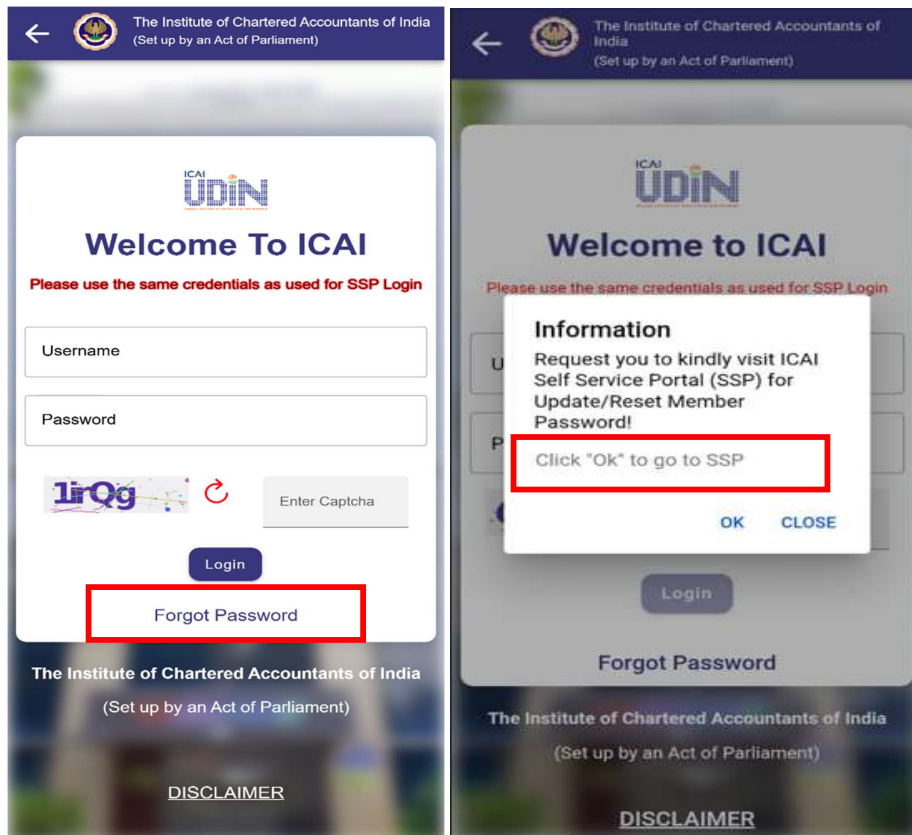 The Institute of Chartered Accountants of India
(Set up by an Act of Parliament)
ICAI
UDiN
Welcome To ICAI
Please use the same credentials as used for SSP Login
Username
Password
1irQg
Enter Captcha
Login
Forgot Password
The Institute of Chartered Accountants of India
(Set up by an Act of Parliament)
DISCLAIMER
The Institute of Chartered Accountants of
India
(Set up by an Act of Parliament)
ICAI
UDiN
Welcome to ICAI
Please use the same credentials as used for SSP Login
U
Information
Request you to kindly visit ICAI
Self Service Portal (SSP) for
Update/Reset Member
Password!
P
Click "Ok" to go to SSP
OK CLOSE
Login
Forgot Password
The Institute of Chartered Accountants of India
(Set up by an Act of Parliament)
DISCLAIMER